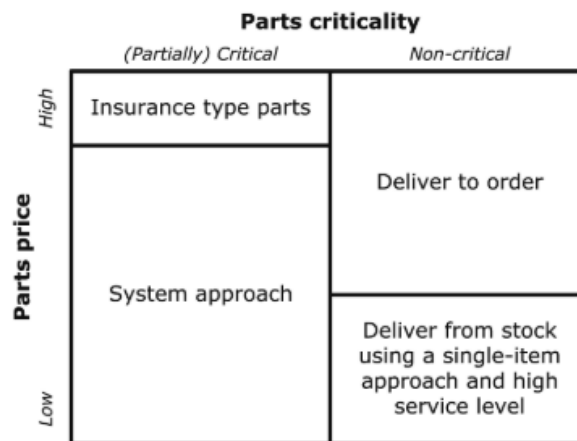 Parts criticality
(Partially) Critical
Non-critical
High
Insurance type parts
Deliver to order
Parts price
System approach
Deliver from stock
using a single-item
approach and high
service level
Low